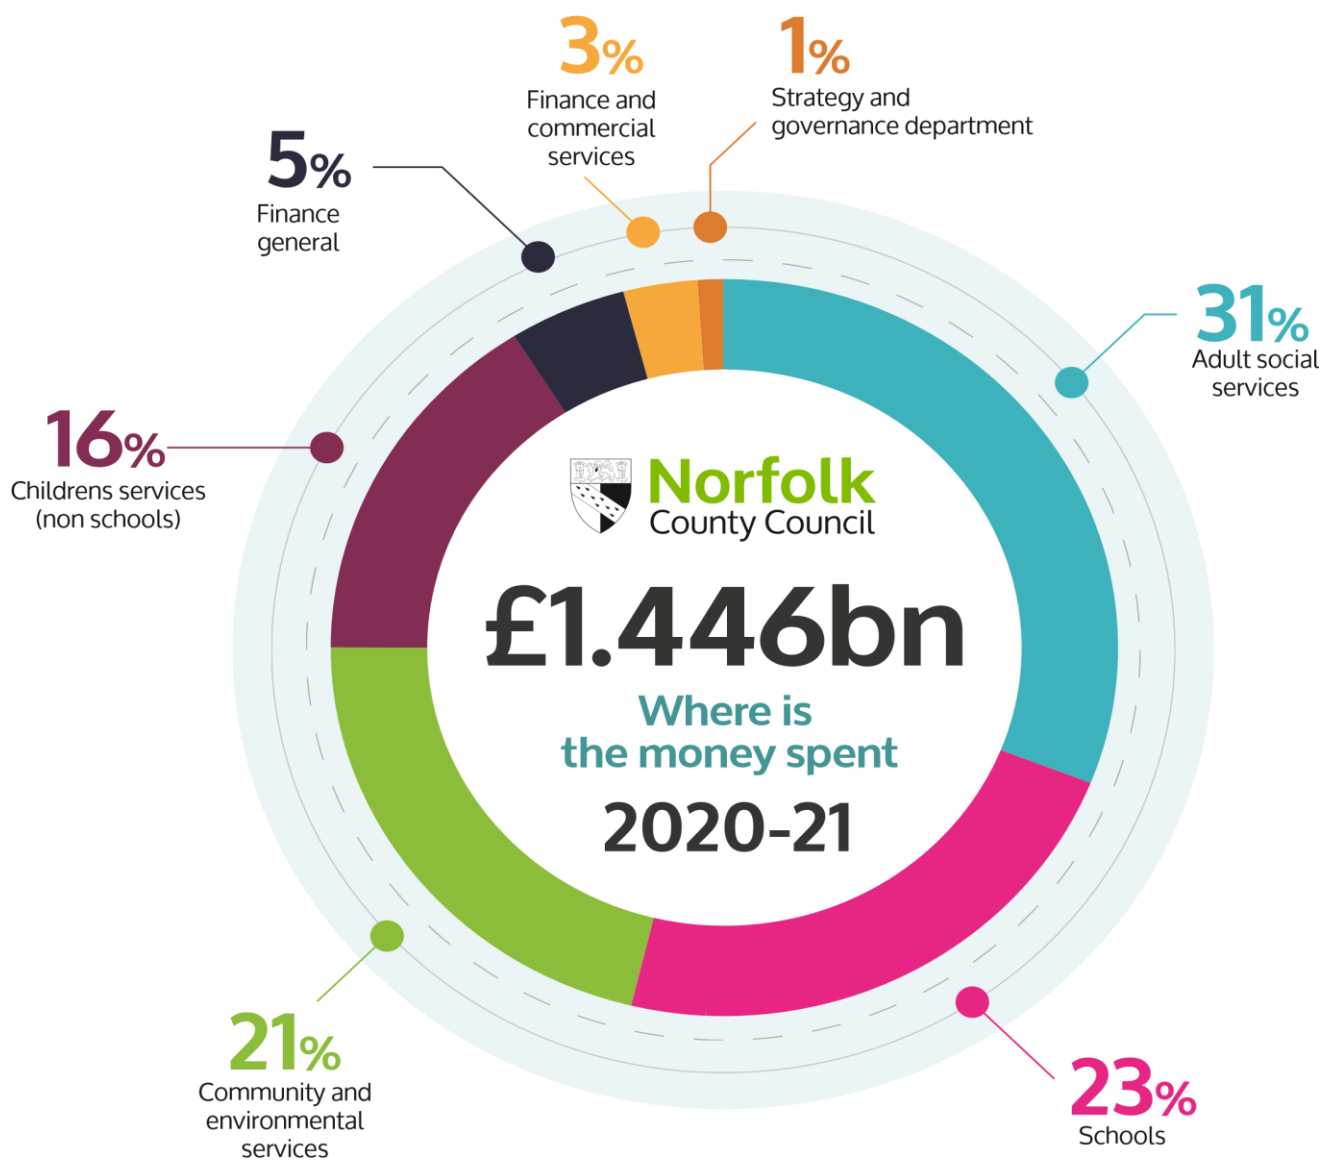 3%
Finance and
commercial
services
1%
Strategy and
governance department
5%
Finance
general
31%
Adult social
services
16%
Childrens services
(non schools)
Norfolk
County Council
£1.446bn
Where is
the money spent
2020-21
21%
Community and
environmental
services
23%
Schools